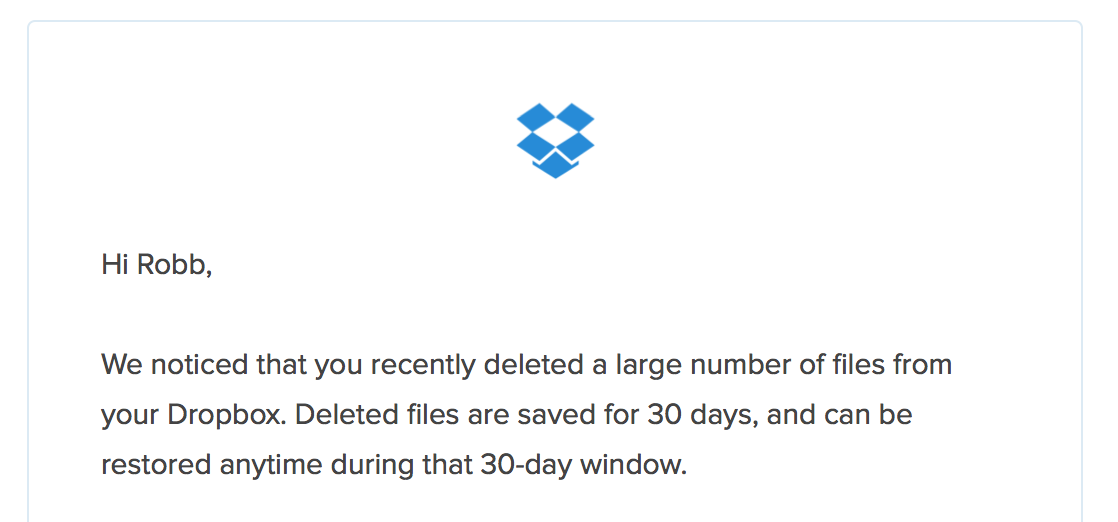 Hi Robb,
We noticed that you recently deleted a large number of files from
your Dropbox. Deleted files are saved for 30 days, and can be
restored anytime during that 30-day window.